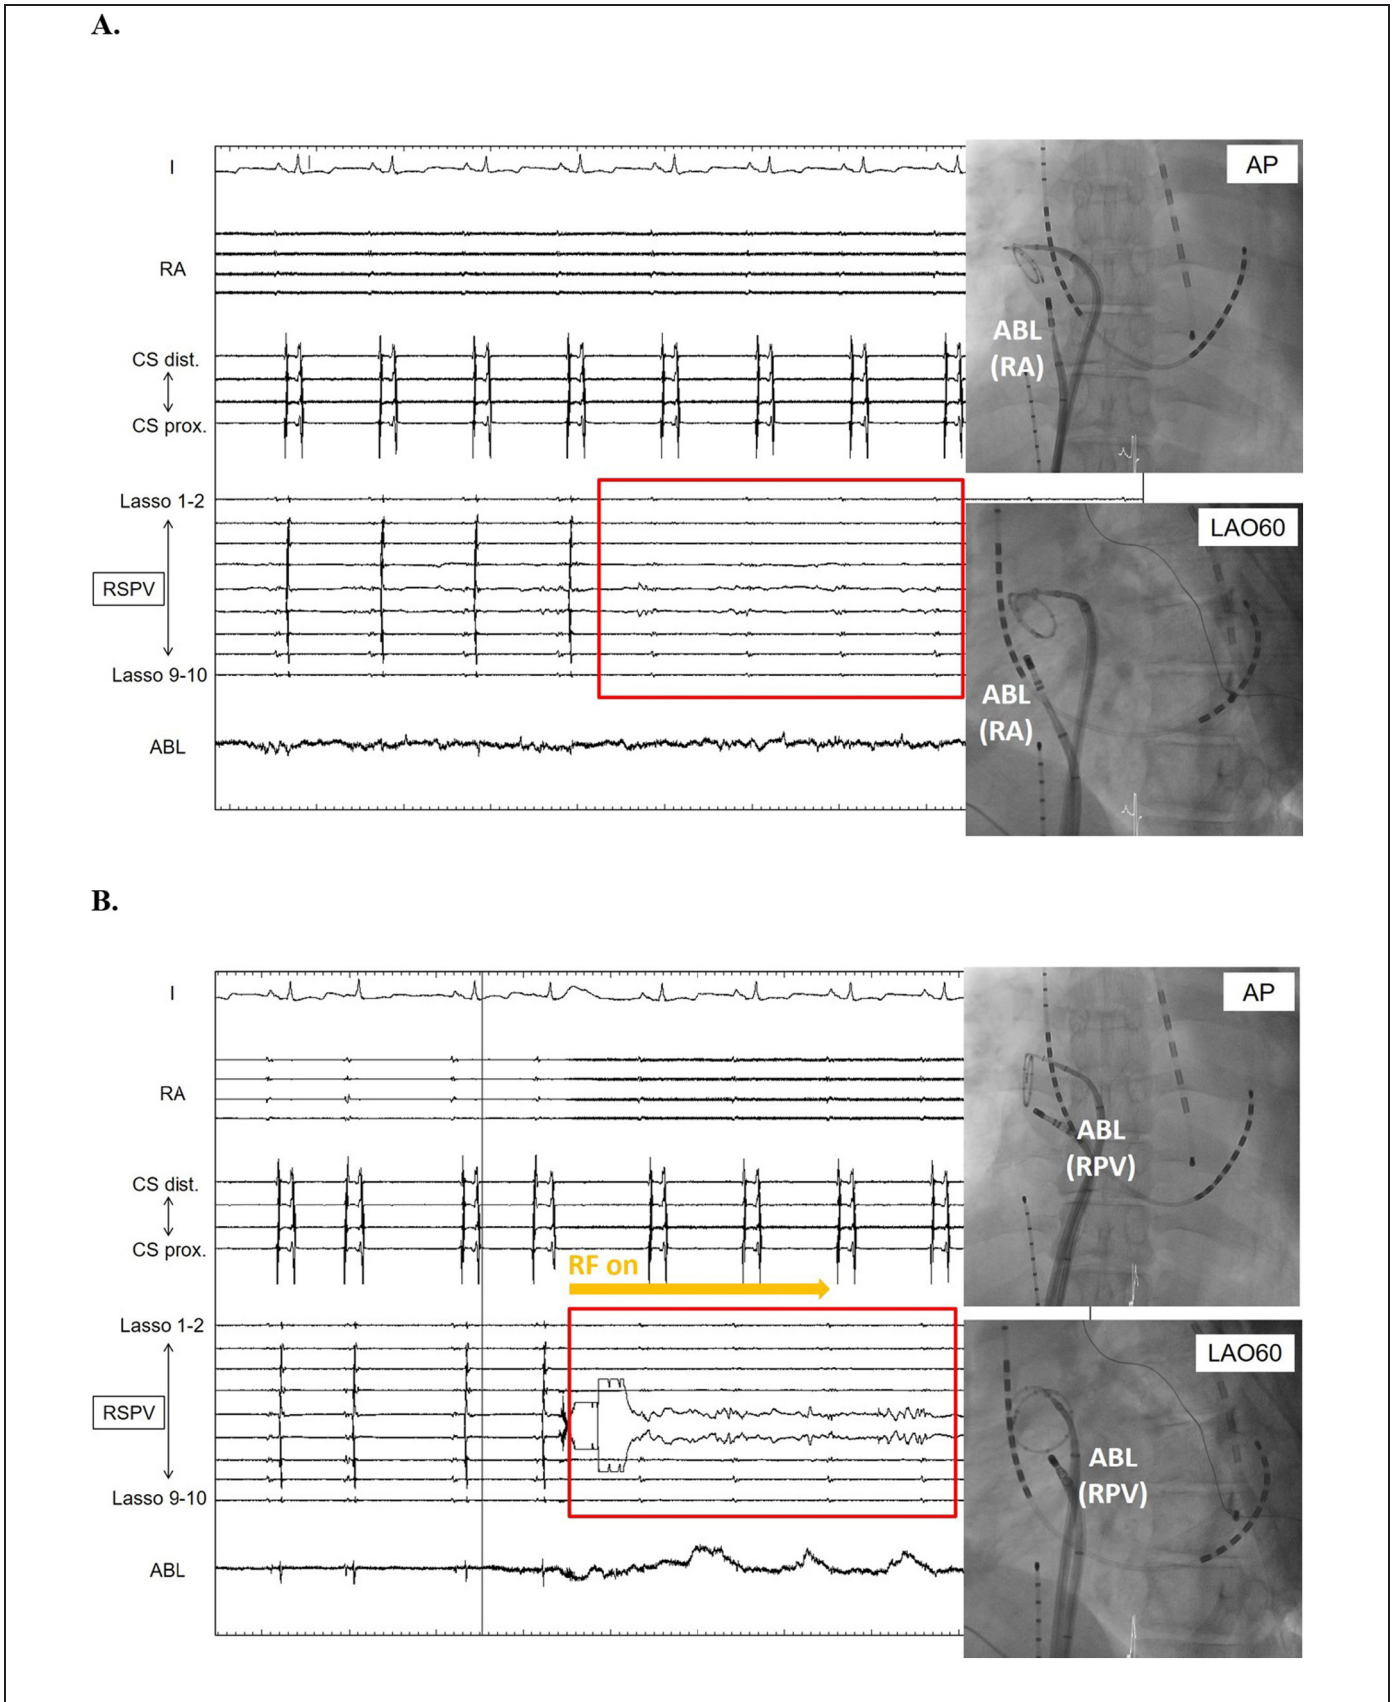 A.
I
AP
RA
ABL
(RA)
CS dist.
CS prox.
Lasso 1-2
LAO60
RSPV
Lasso 9-10
ABL
(RA)
ABL
B.
I
AP
RA
ABL
(RPV)
CS dist.
CS prox.
RF on
Lasso 1-2
LAO60
RSPV
ABL
(RPV)
Lasso 9-10
ABL